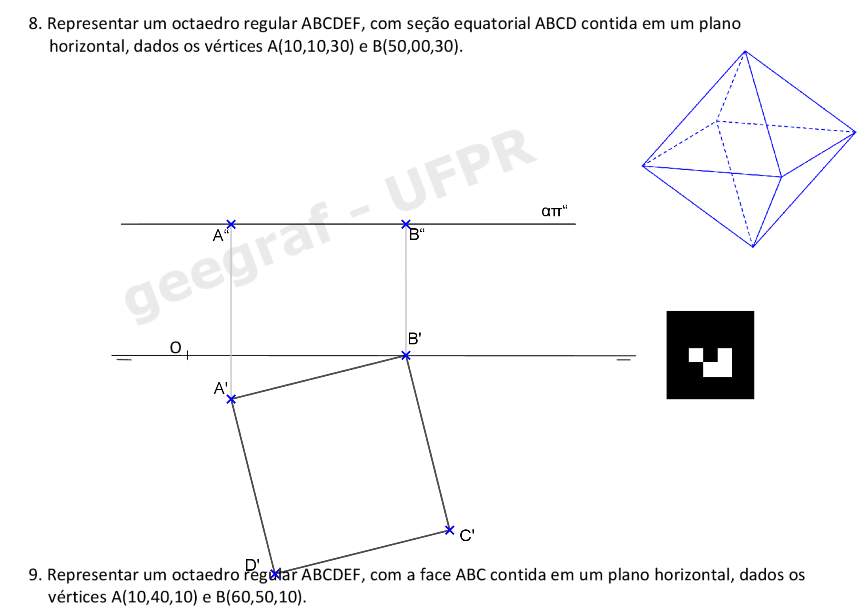 8. Representar um octaedro regular ABCDEF, com seção equatorial ABCD contida em um plano
horizontal, dados os vértices A(10,10,30) e B(50,00,30).
geegraf - UFPR
απ“
A“
B“
O
B'
A'
C'
D'
9. Representar um octaedro regular ABCDEF, com a face ABC contida em um plano horizontal, dados os
vértices A(10,40,10) e B(60,50,10).